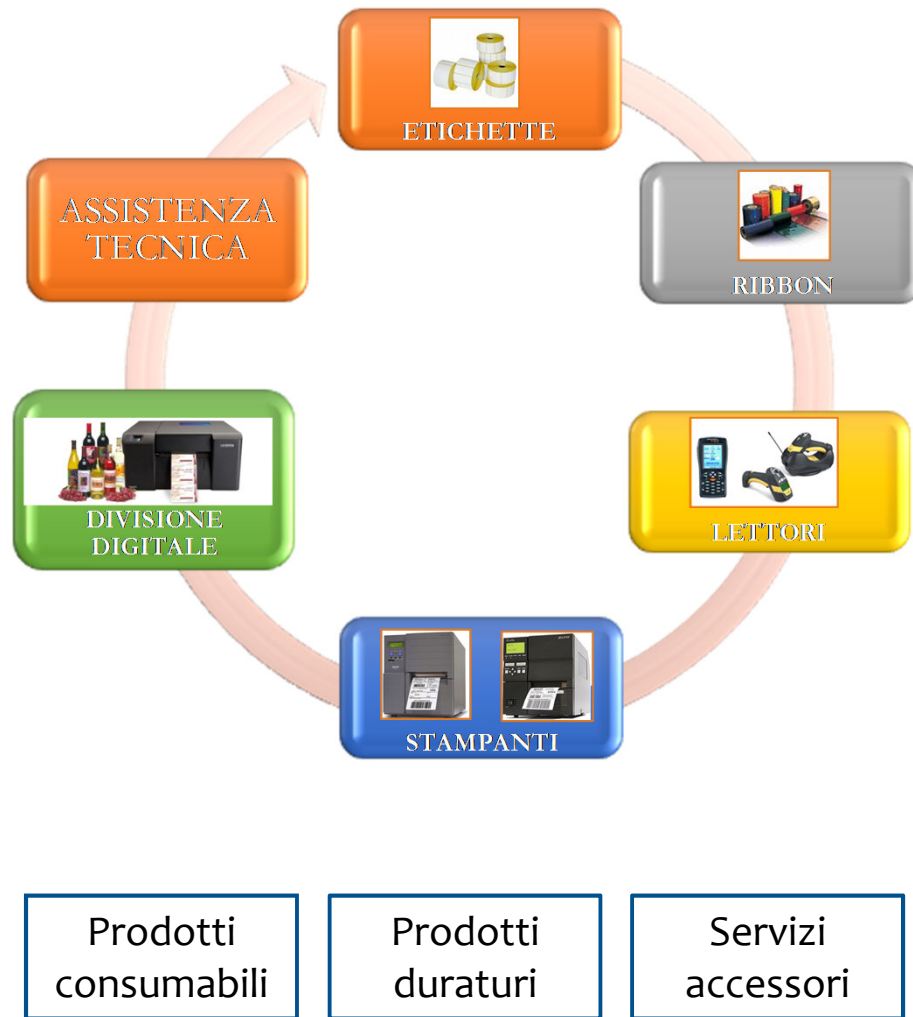 ETICHETTE
RIBBON
LETTORI
STAMPANTI
DIVISIONE
DIGITALE
ASSISTENZA
TECNICA
Prodotti
consumabili
Prodotti
duraturi
Servizi
accessori